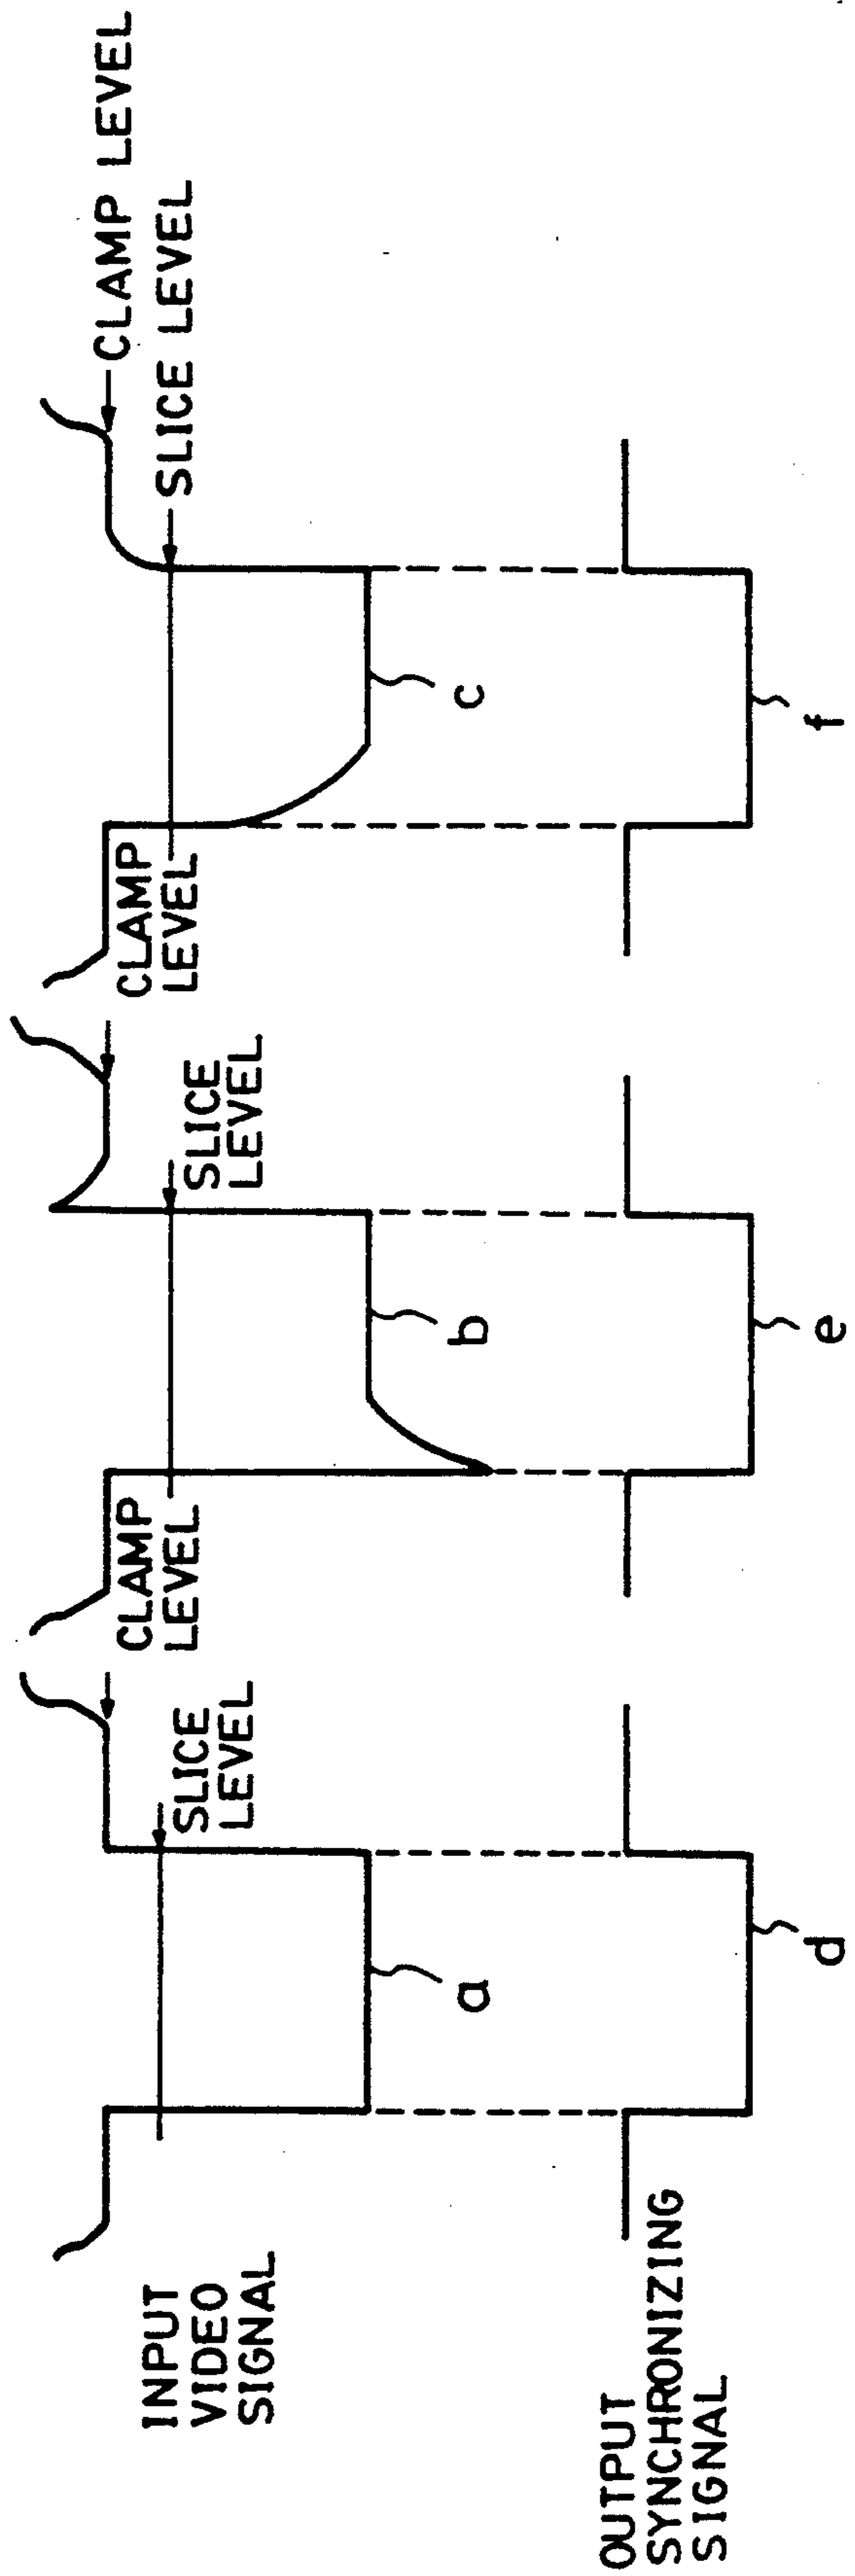 INPUT
VIDEO
SIGNAL
SLICE
LEVEL
CLAMP
LEVEL
SLICE
LEVEL
CLAMP
LEVEL
CLAMP LEVEL
SLICE LEVEL
a
b
c
OUTPUT
SYNCHRONIZING
SIGNAL
d
e
f